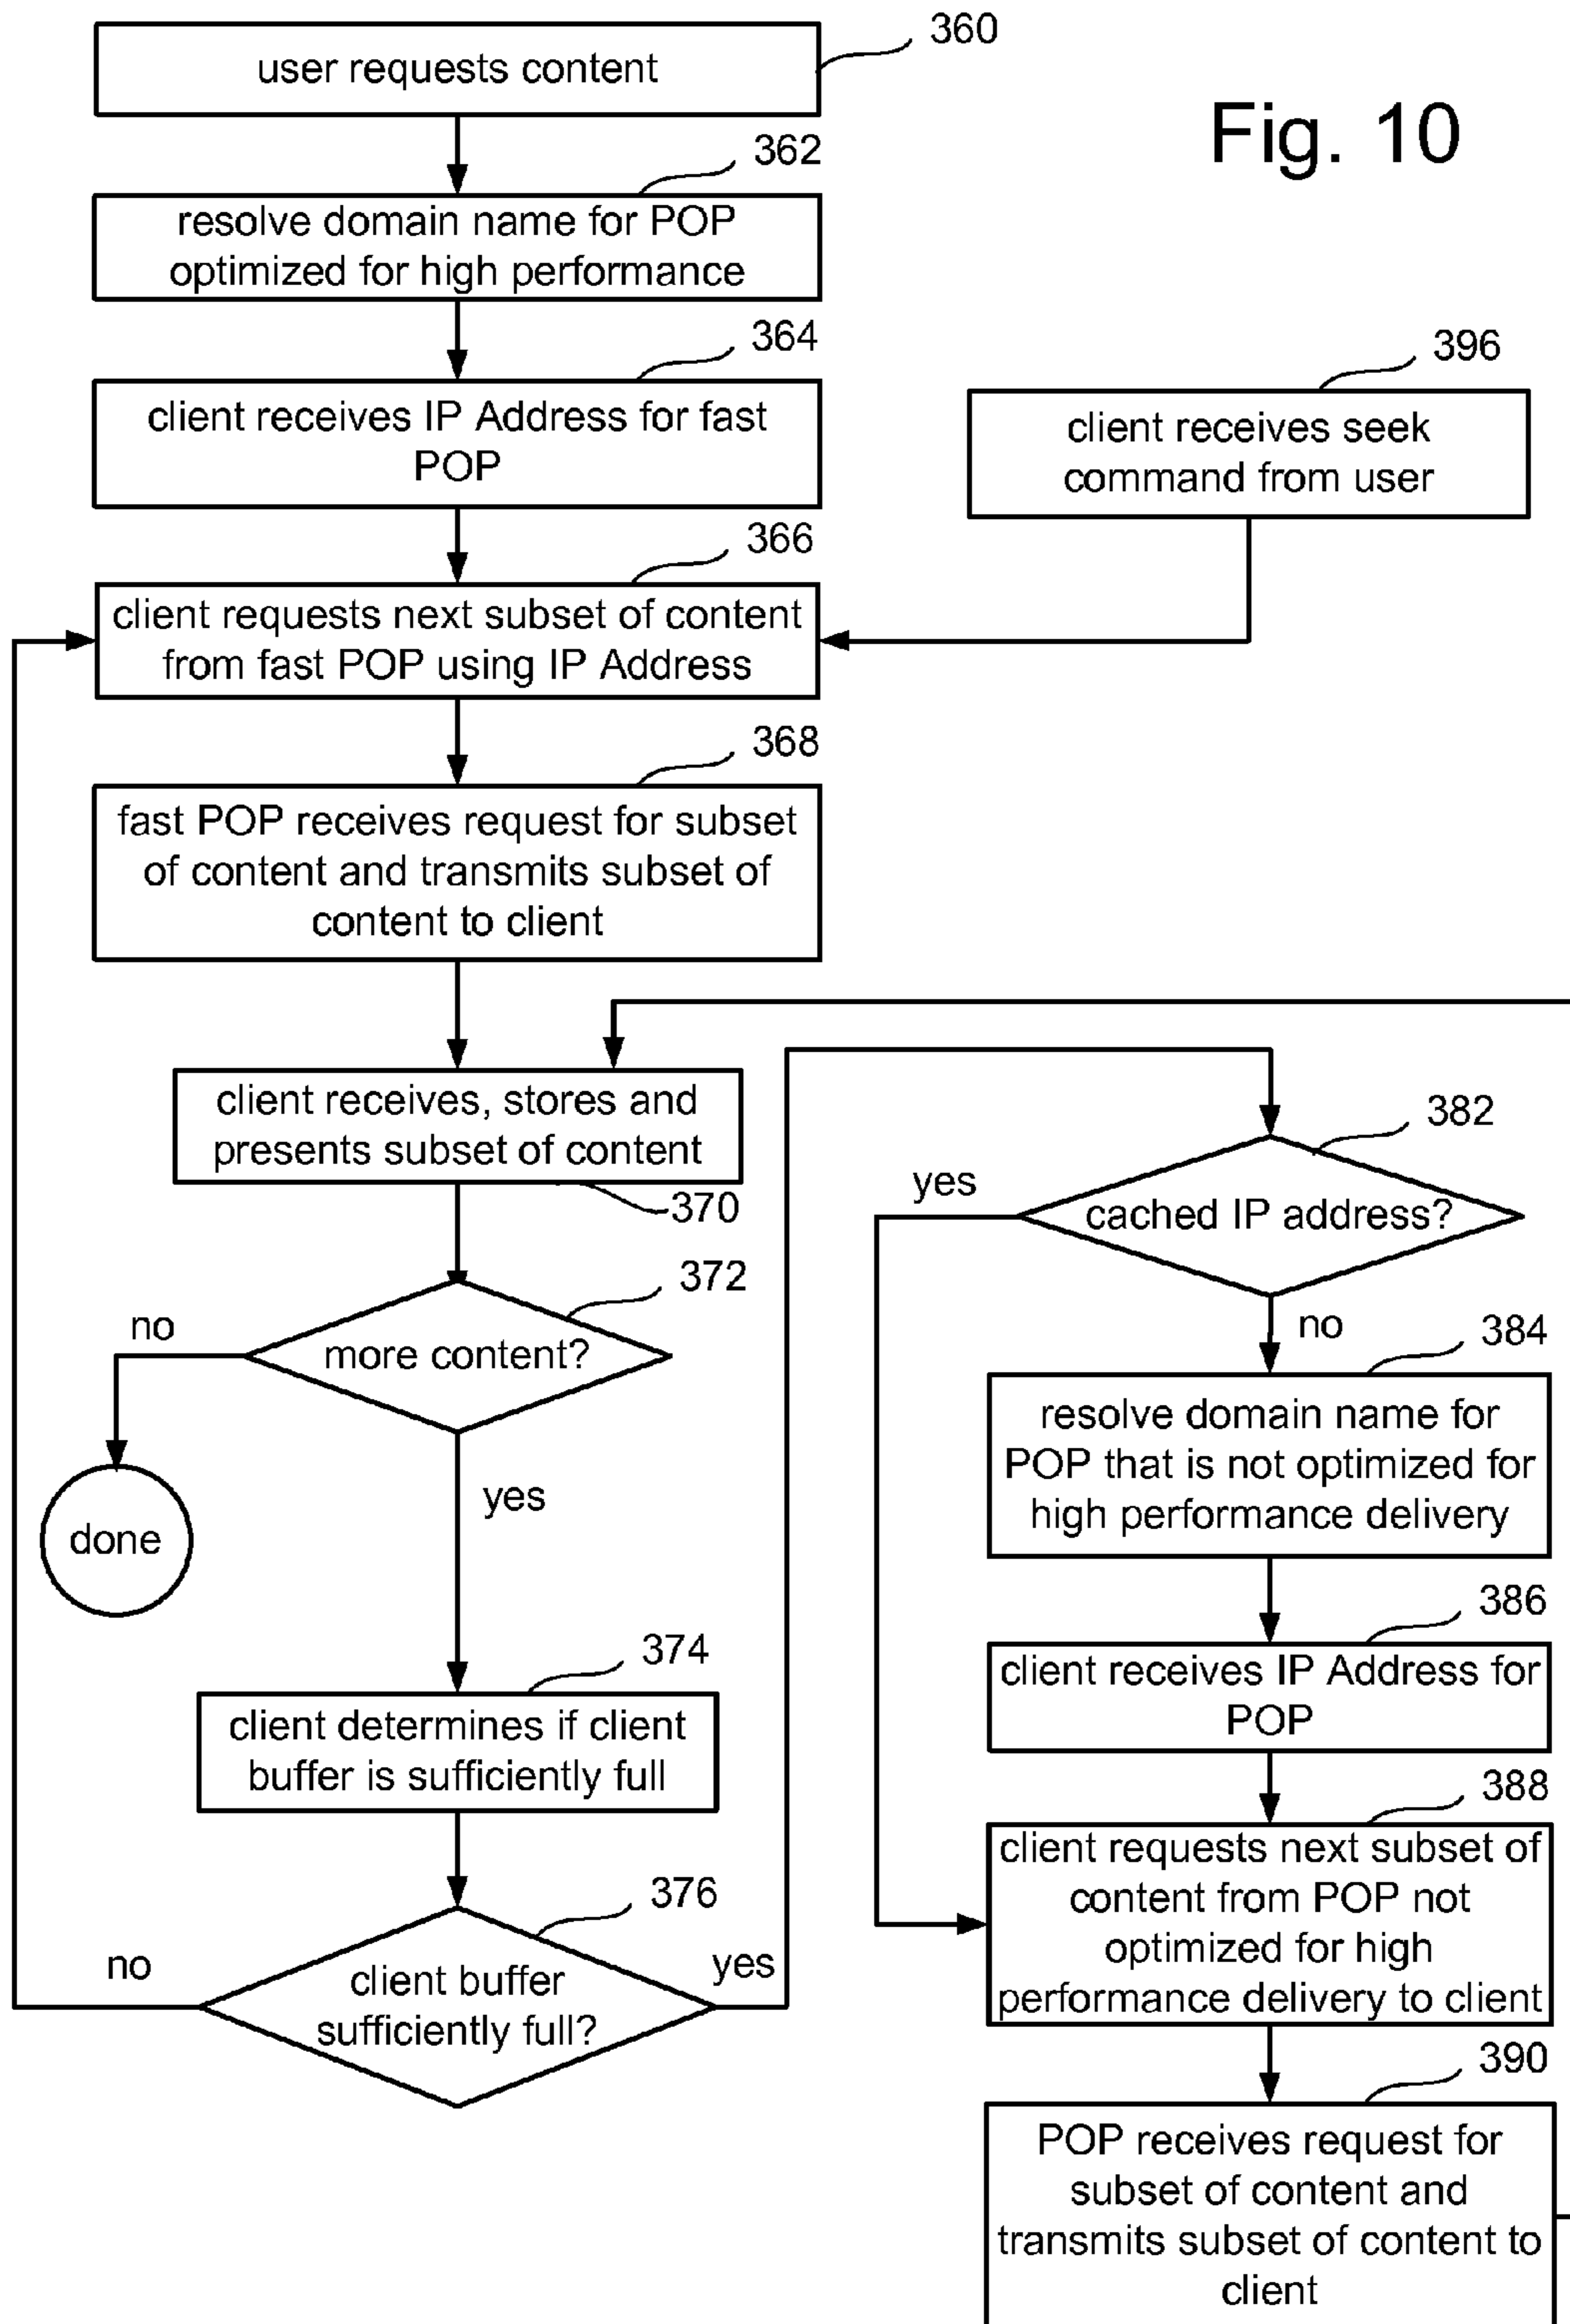 360
user requests content
Fig. 10
362
resolve domain name for POP
optimized for high performance
364
client receives IP Address for fast
POP
396
client receives seek
command from user
366
client requests next subset of content
from fast POP using IP Address
368
fast POP receives request for subset
of content and transmits subset of
content to client
client receives, stores and
presents subset of content
370
372
more content?
no
done
yes
374
client determines if client
buffer is sufficiently full
376
client buffer
sufficiently full?
no
yes
382
cached IP address?
yes
no
384
resolve domain name for
POP that is not optimized for
high performance delivery
386
client receives IP Address for
POP
388
client requests next subset of
content from POP not
optimized for high
performance delivery to client
390
POP receives request for
subset of content and
transmits subset of content to
client